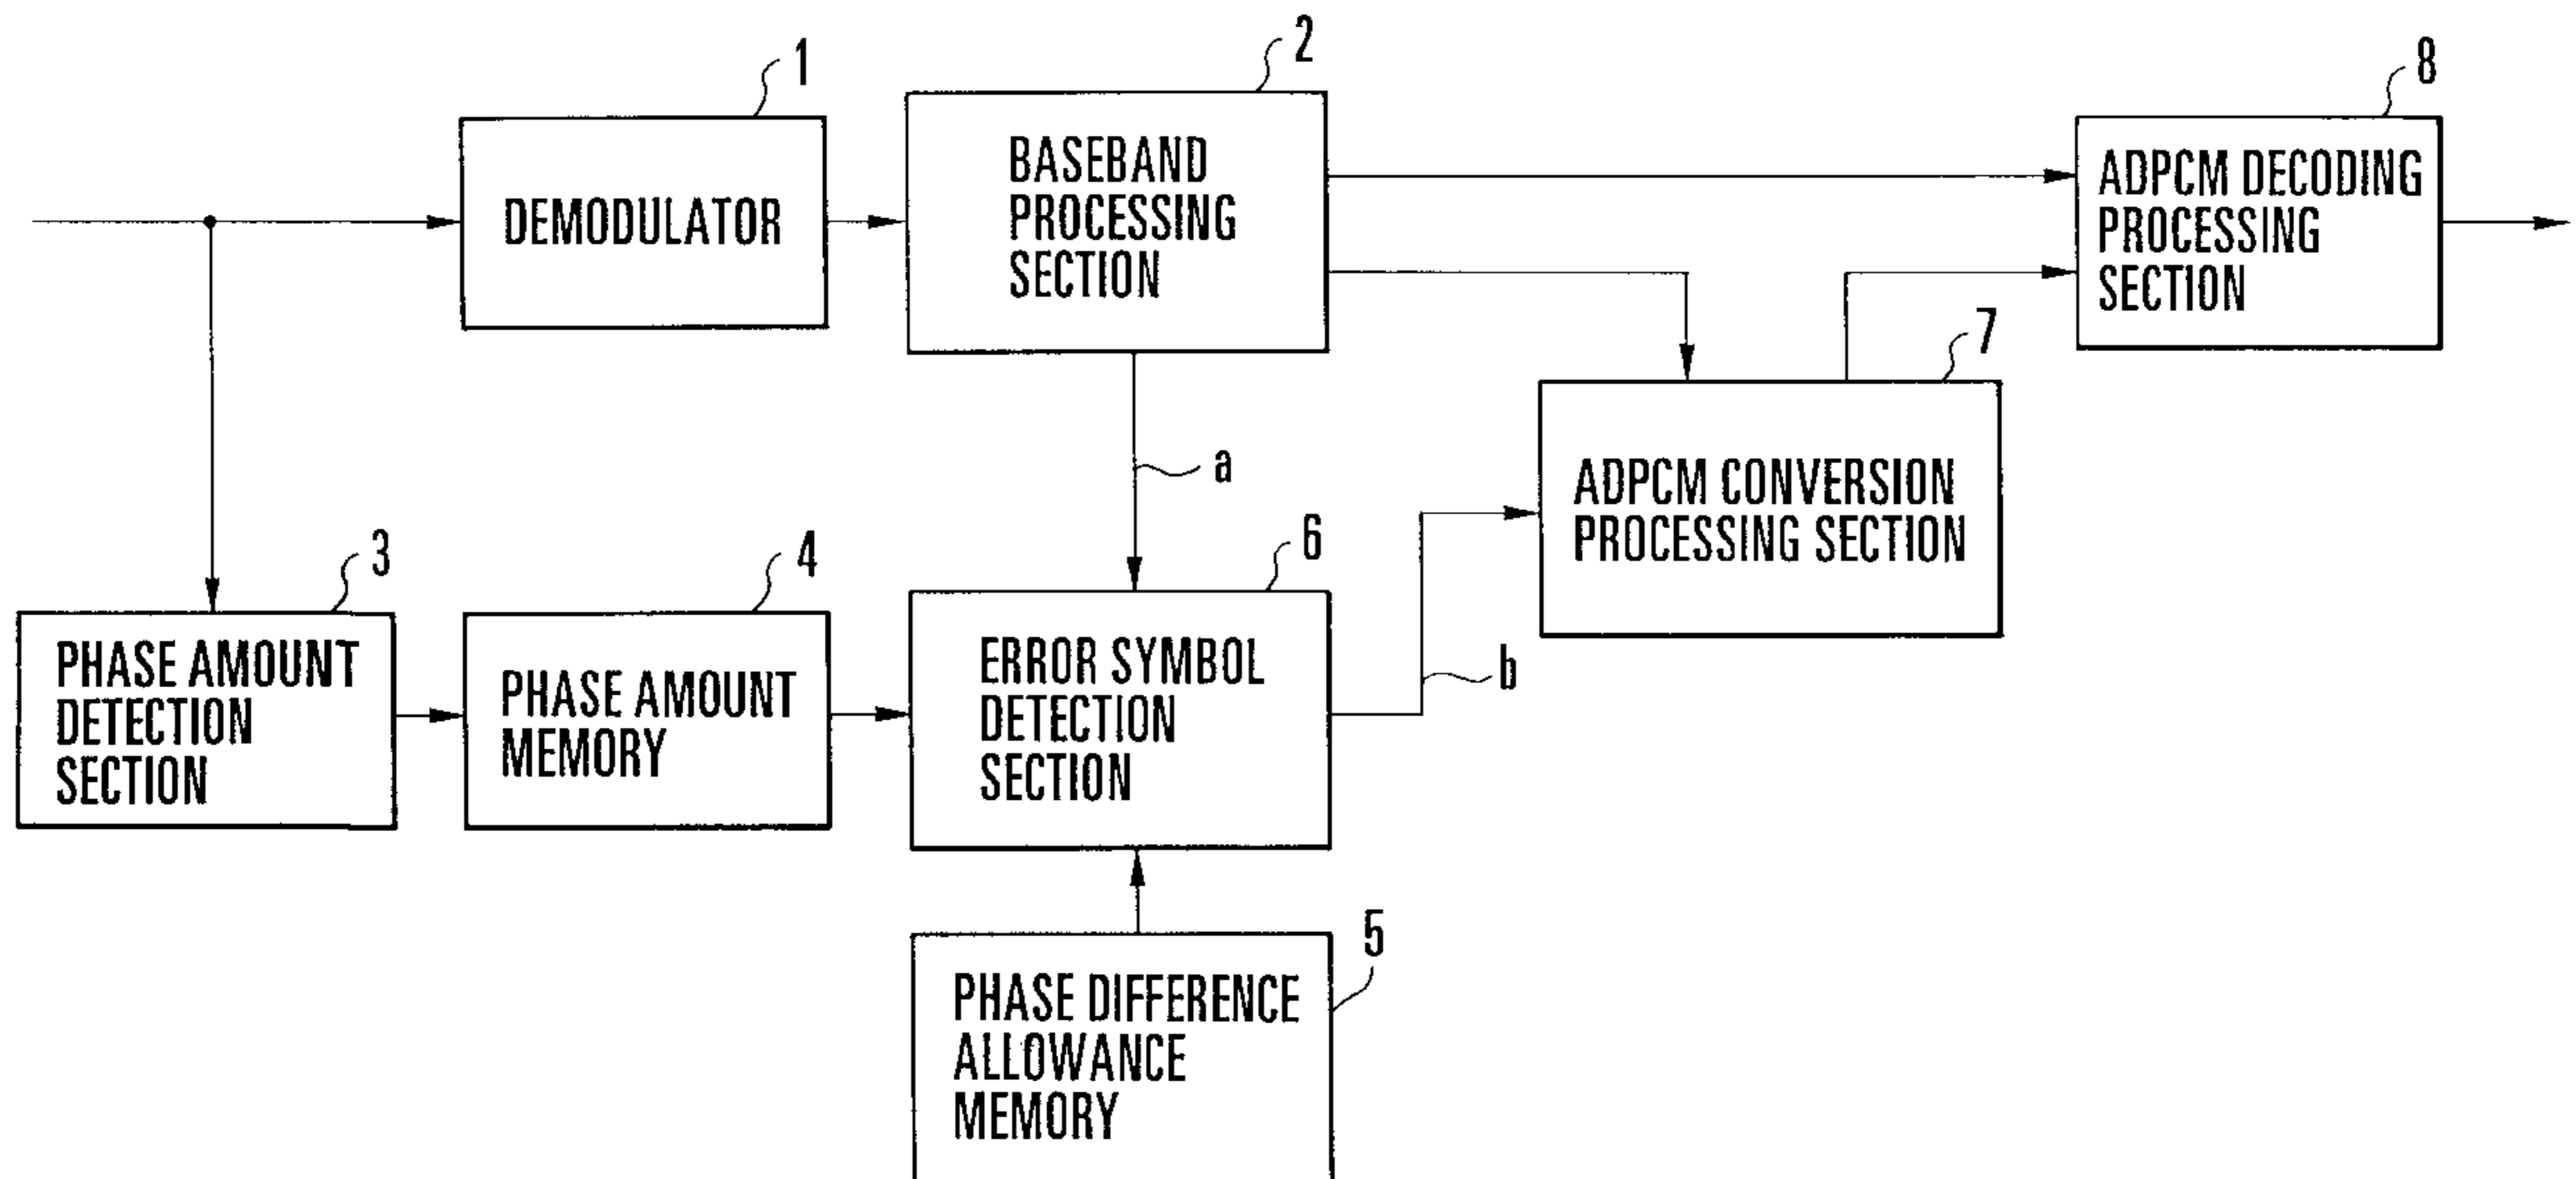 1
DEMODULATOR
2
BASEBAND
PROCESSING
SECTION
8
ADPCM DECODING
PROCESSING
SECTION
7
ADPCM CONVERSION
PROCESSING SECTION
a
b
3
PHASE AMOUNT
DETECTION
SECTION
4
PHASE AMOUNT
MEMORY
6
ERROR SYMBOL
DETECTION
SECTION
5
PHASE DIFFERENCE
ALLOWANCE
MEMORY